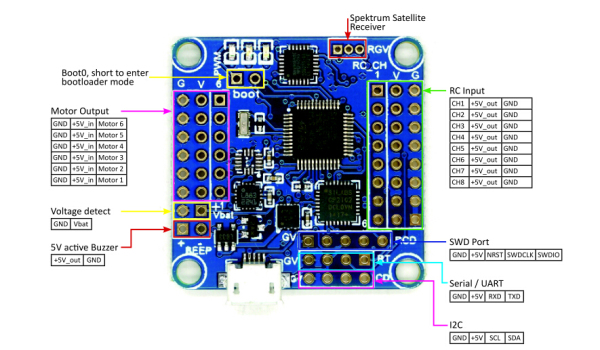 Spektrum Satellite
Receiver
Boot0, short to enter
bootloader mode
RGV
RC_CH
PWM
boot
G V 6
1 V G
Motor Output
GND +5V_in Motor 6
GND +5V_in Motor 5
GND +5V_in Motor 4
GND +5V_in Motor 3
GND +5V_in Motor 2
GND +5V_in Motor 1
RC Input
CH1 +5V_out GND
CH2 +5V_out GND
CH3 +5V_out GND
CH4 +5V_out GND
CH5 +5V_out GND
CH6 +5V_out GND
CH7 +5V_out GND
CH8 +5V_out GND
Voltage detect
GND Vbat
Vbat
5V active Buzzer
+5V_out GND
+ -
BEEP
GV
GV
SWD Port
GND +5V NRST SWDCLK SWDIO
Serial / UART
GND +5V RXD TXD
I2C
GND +5V SCL SDA